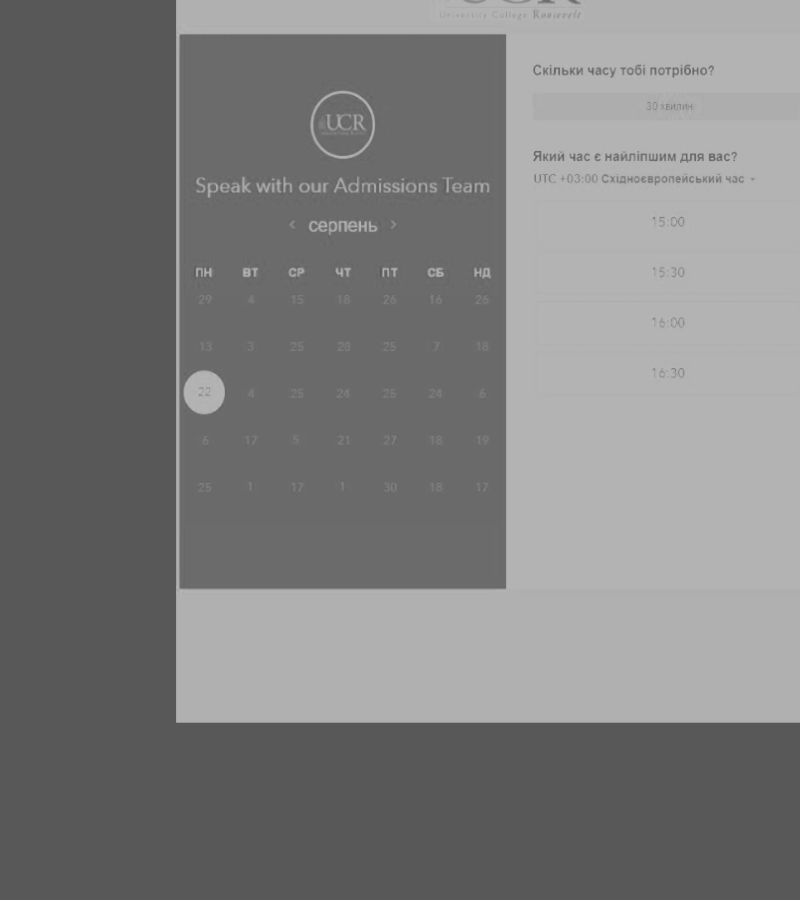 UCR
University College Roosevelt
UCR
Speak with our Admissions Team
< серпень >
ПН ВТ СР ЧТ ПТ СБ НД
29 4 15 18 26 16 26
13 3 25 28 25 7 18
22 4 25 24 25 24 6
6 17 5 21 27 18 19
25 1 17 1 30 18 17
Скільки часу тобі потрібно?
30 хвилин
Який час є найліпшим для вас?
UTC +03:00 Східноєвропейський час
15:00
15:30
16:00
16:30